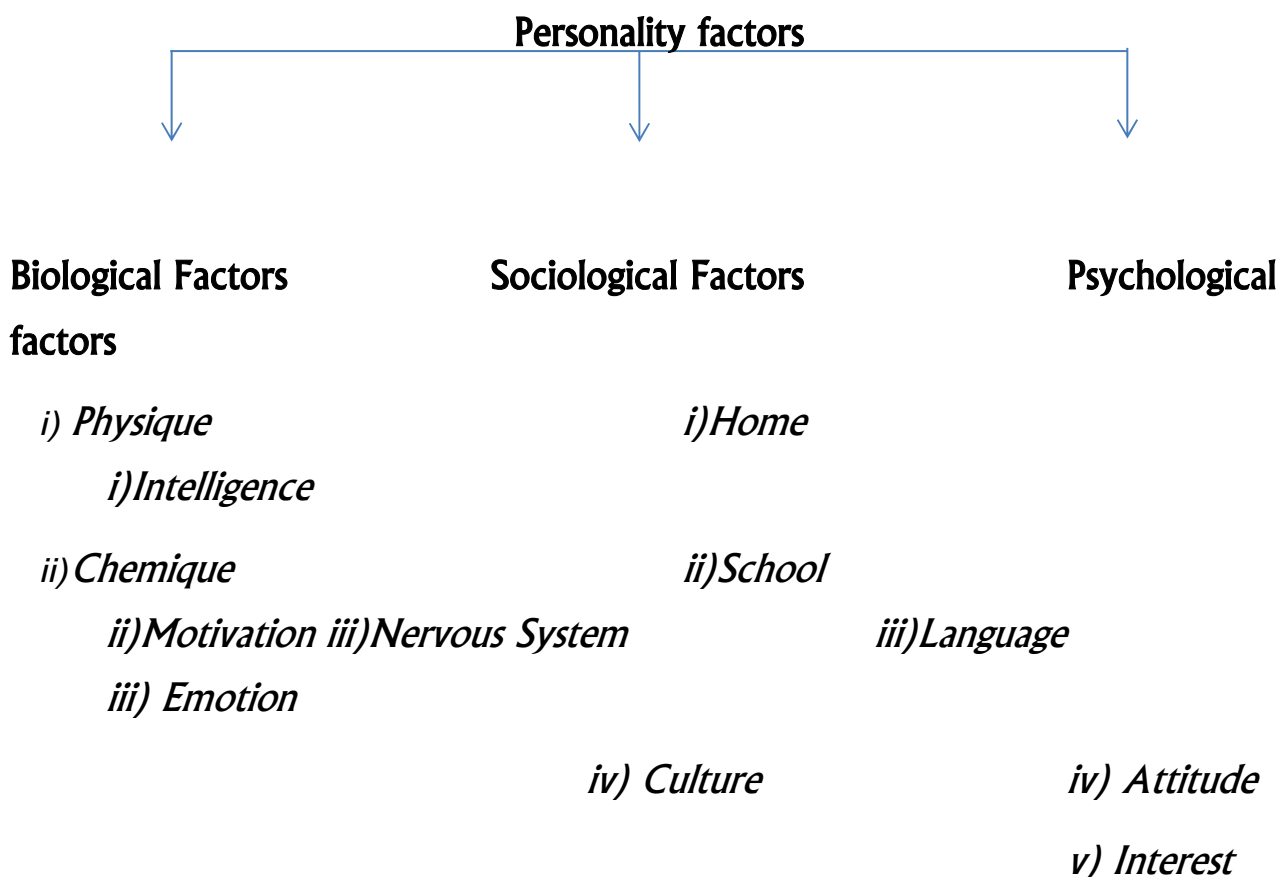 Personality factors
Biological Factors Sociological Factors Psychological
factors
i) Physique i)Home
i)Intelligence
ii)Chemique ii)School
ii)Motivation iii)Nervous System iii)Language
iii) Emotion
iv) Culture iv) Attitude
v) Interest